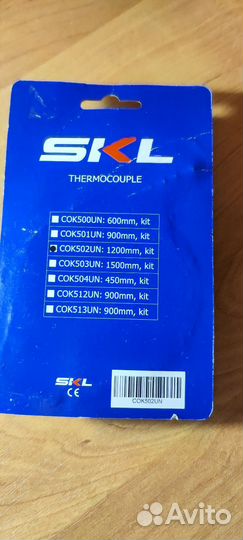 SKL
THERMOCOUPLE
COK500UN: 600mm, kit
COK501UN: 900mm, kit
COK502UN: 1200mm, kit
COK503UN: 1500mm, kit
COK504UN: 450mm, kit
COK512UN: 900mm, kit
COK513UN: 900mm, kit
SKL
CE
COK502UN
Avito